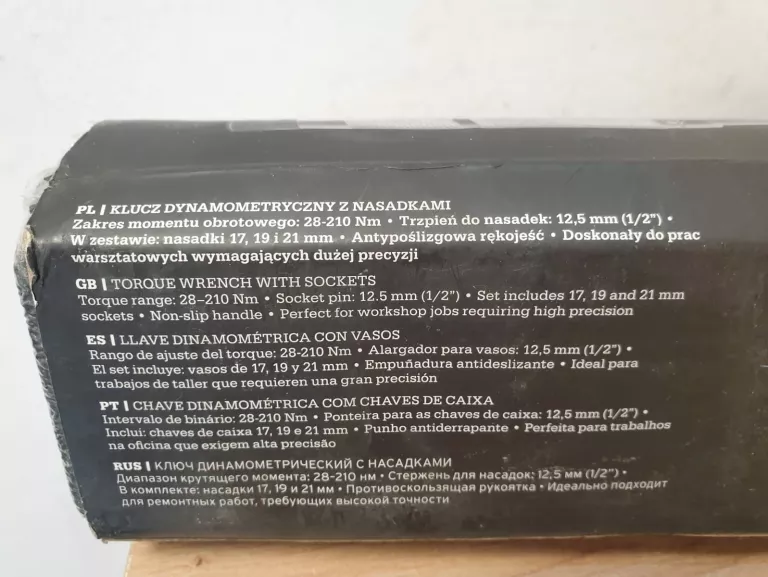 PL | KLUCZ DYNAMOMETRYCZNY Z NASADKAMI
Zakres momentu obrotowego: 28-210 Nm • Trzpień do nasadek: 12,5 mm (1/2") •
W zestawie: nasadki 17, 19 i 21 mm • Antypoślizgowa rękojeść • Doskonały do prac
warsztatowych wymagających dużej precyzji
GB | TORQUE WRENCH WITH SOCKETS
Torque range: 28–210 Nm • Socket pin: 12.5 mm (1/2") • Set includes 17, 19 and 21 mm
sockets • Non-slip handle • Perfect for workshop jobs requiring high precision
ES | LLAVE DINAMOMÉTRICA CON VASOS
Rango de ajuste del torque: 28-210 Nm • Alargador para vasos: 12,5 mm (1/2") •
El set incluye: vasos de 17, 19 y 21 mm • Empuñadura antideslizante • Ideal para
trabajos de taller que requieren una gran precisión
PT | CHAVE DINAMOMÉTRICA COM CHAVES DE CAIXA
Intervalo de binário: 28-210 Nm • Ponteira para as chaves de caixa: 12,5 mm (1/2") •
Inclui: chaves de caixa 17, 19 e 21 mm • Punho antiderrapante • Perfeita para trabalhos
na oficina que exigem alta precisão
RUS | КЛЮЧ ДИНАМОМЕТРИЧЕСКИЙ С НАСАДКАМИ
Диапазон крутящего момента: 28-210 нм • Стержень для насадок: 12,5 мм (1/2") •
В комплекте: насадки 17, 19 и 21 мм • Противоскользящая рукоятка • Идеально подходит
для ремонтных работ, требующих высокой точности